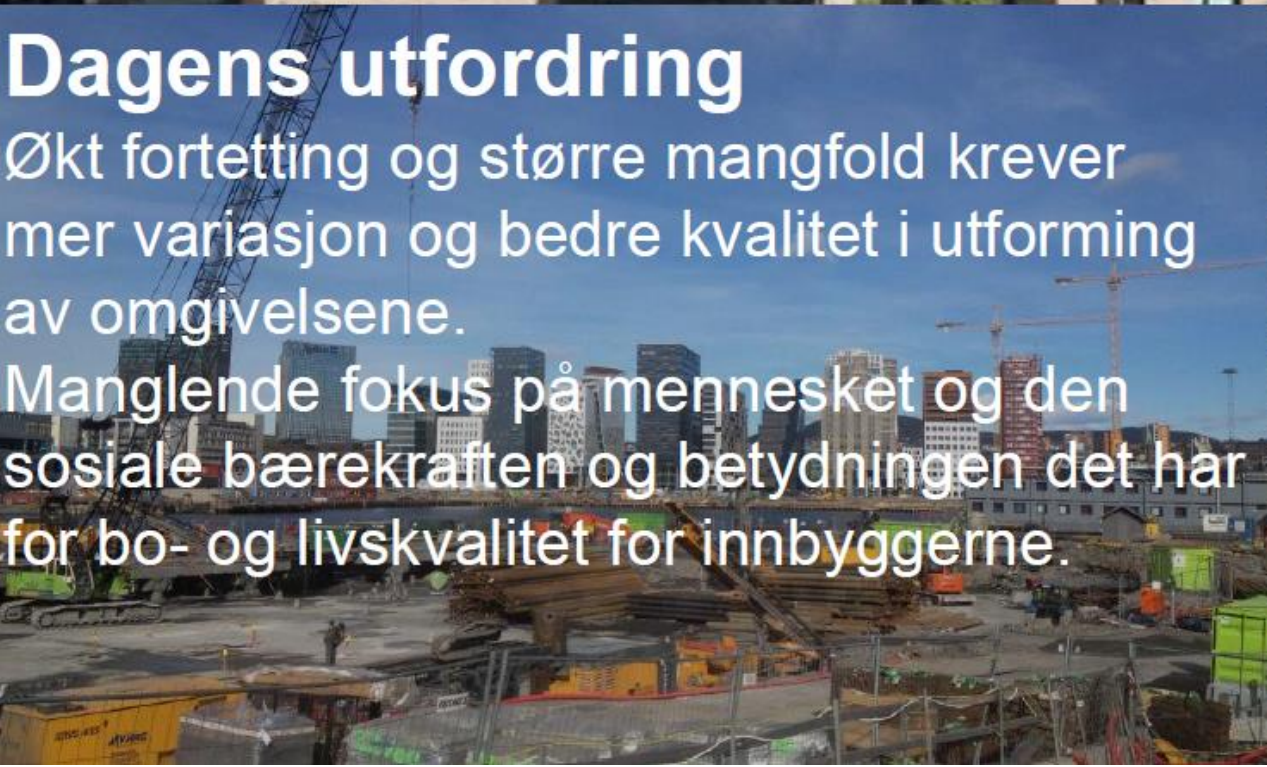 Dagens utfordring
Økt fortetting og større mangfold krever
mer variasjon og bedre kvalitet i utforming
av omgivelsene.
Manglende fokus på mennesket og den
sosiale bærekraften og betydningen det har
for bo- og livskvalitet for innbyggerne.